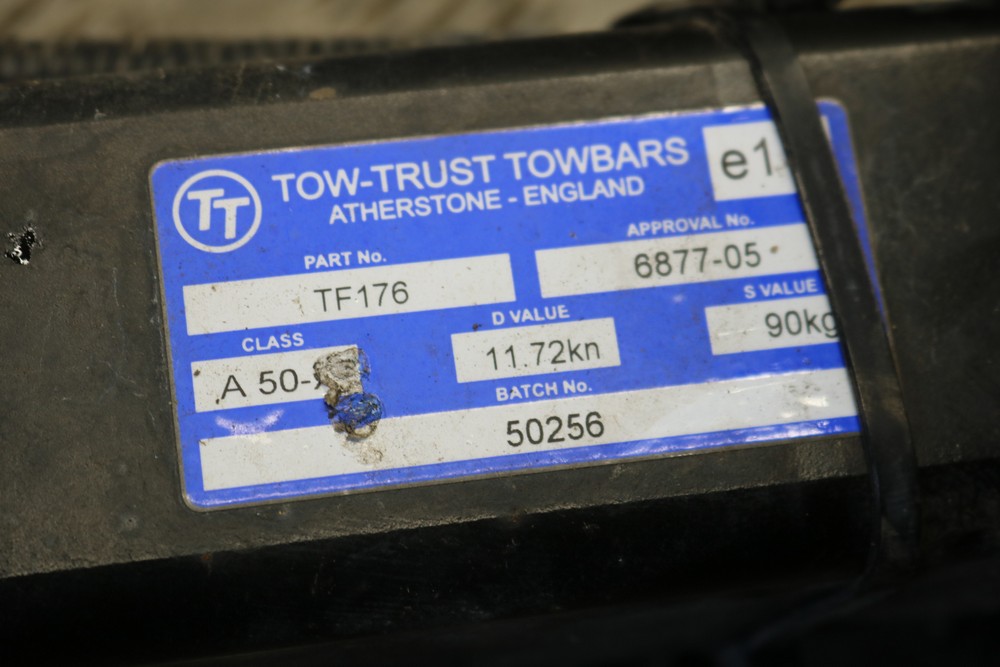 TT
TOW-TRUST TOWBARS
ATHERSTONE - ENGLAND
e1
PART No.
TF176
APPROVAL No.
6877-05
CLASS
A 50-
D VALUE
11.72kn
S VALUE
90kg
BATCH No.
50256